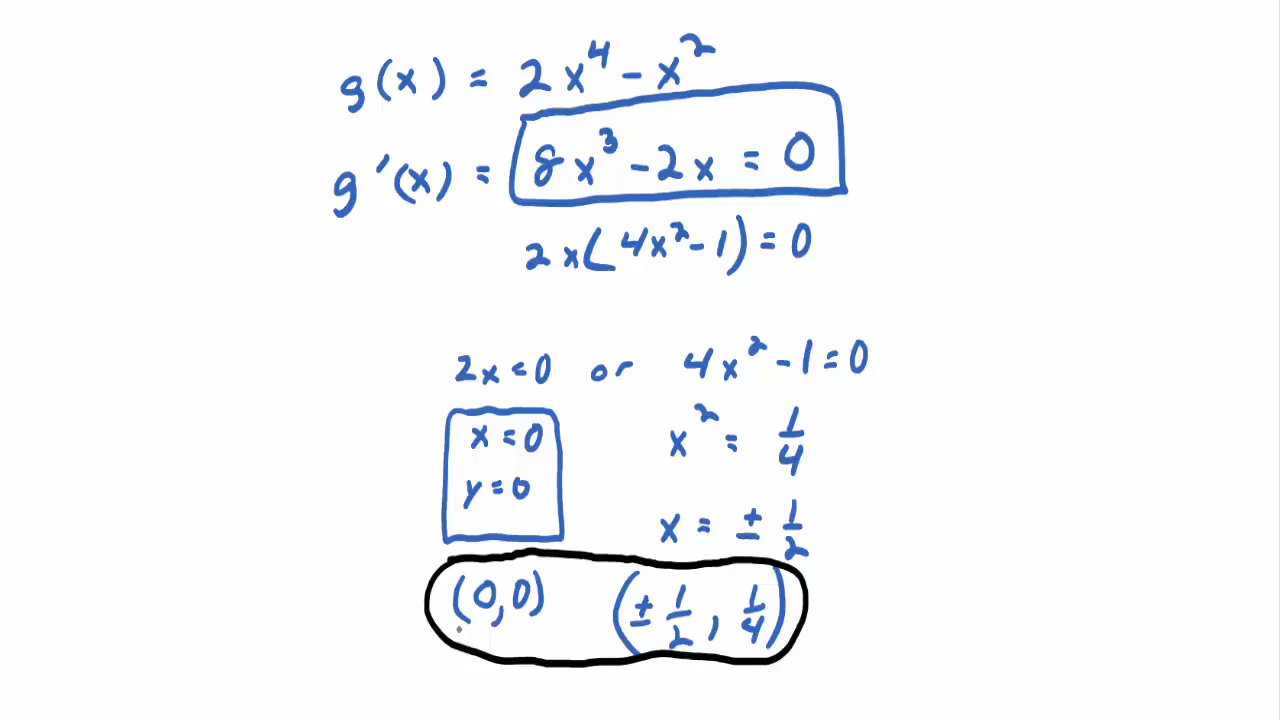 g(x) = 2x⁴ - x²
g'(x) = 8x³ - 2x = 0
2x(4x² - 1) = 0
2x = 0 or 4x² - 1 = 0
x = 0 x² = 1/4
y = 0
x = ± 1/2
(0,0) (± 1/2, 1/4)